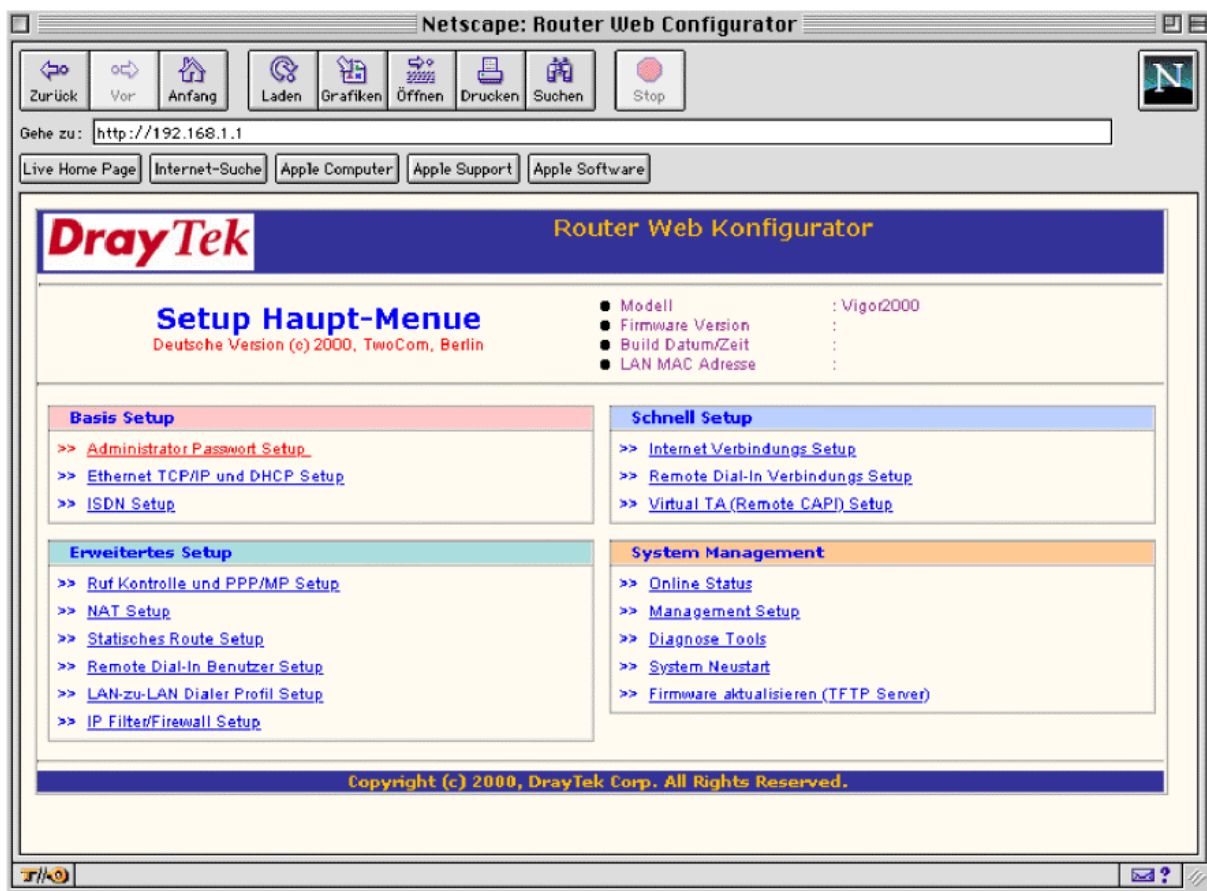 Netscape: Router Web Configurator
Zurück Vor Anfang Laden Grafiken Öffnen Drucken Suchen Stop
N
Gehe zu: http://192.168.1.1
Live Home Page Internet-Suche Apple Computer Apple Support Apple Software
DrayTek Router Web Konfigurator
Setup Haupt-Menue
Deutsche Version (c) 2000, TwoCom, Berlin
Modell : Vigor2000
Firmware Version :
Build Datum/Zeit :
LAN MAC Adresse :
Basis Setup
>> Administrator Passwort Setup
>> Ethernet TCP/IP und DHCP Setup
>> ISDN Setup
Schnell Setup
>> Internet Verbindungs Setup
>> Remote Dial-In Verbindungs Setup
>> Virtual TA (Remote CAPI) Setup
Erweitertes Setup
>> Ruf Kontrolle und PPP/MP Setup
>> NAT Setup
>> Statisches Route Setup
>> Remote Dial-In Benutzer Setup
>> LAN-zu-LAN Dialer Profil Setup
>> IP Filter/Firewall Setup
System Management
>> Online Status
>> Management Setup
>> Diagnose Tools
>> System Neustart
>> Firmware aktualisieren (TFTP Server)
Copyright (c) 2000, DrayTek Corp. All Rights Reserved.
?